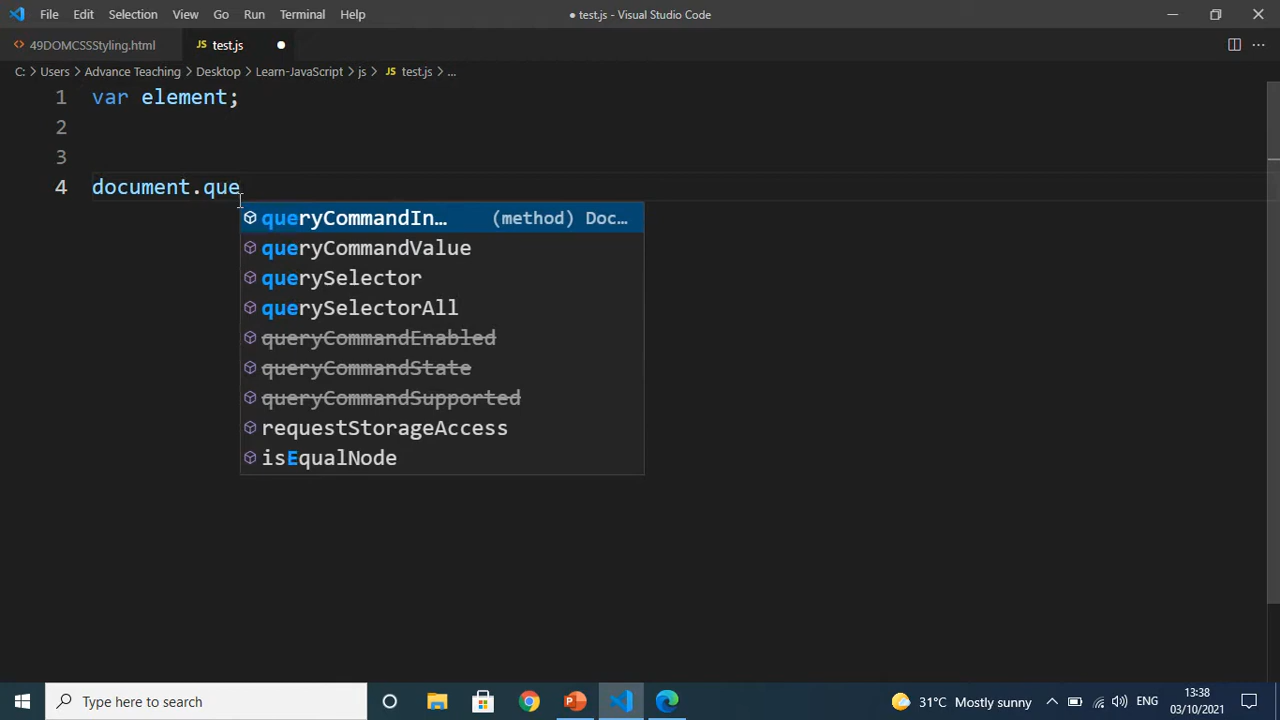 File Edit Selection View Go Run Terminal Help ● test.js - Visual Studio Code
<> 49DOMCSSStyling.html JS test.js ●
C: > Users > Advance Teaching > Desktop > Learn-JavaScript > js > JS test.js > ...
1 var element;
2
3
4 document.que
queryCommandIn… (method) Doc…
queryCommandValue
querySelector
querySelectorAll
queryCommandEnabled
queryCommandState
queryCommandSupported
requestStorageAccess
isEqualNode
Type here to search 31°C Mostly sunny ENG 13:38
03/10/2021